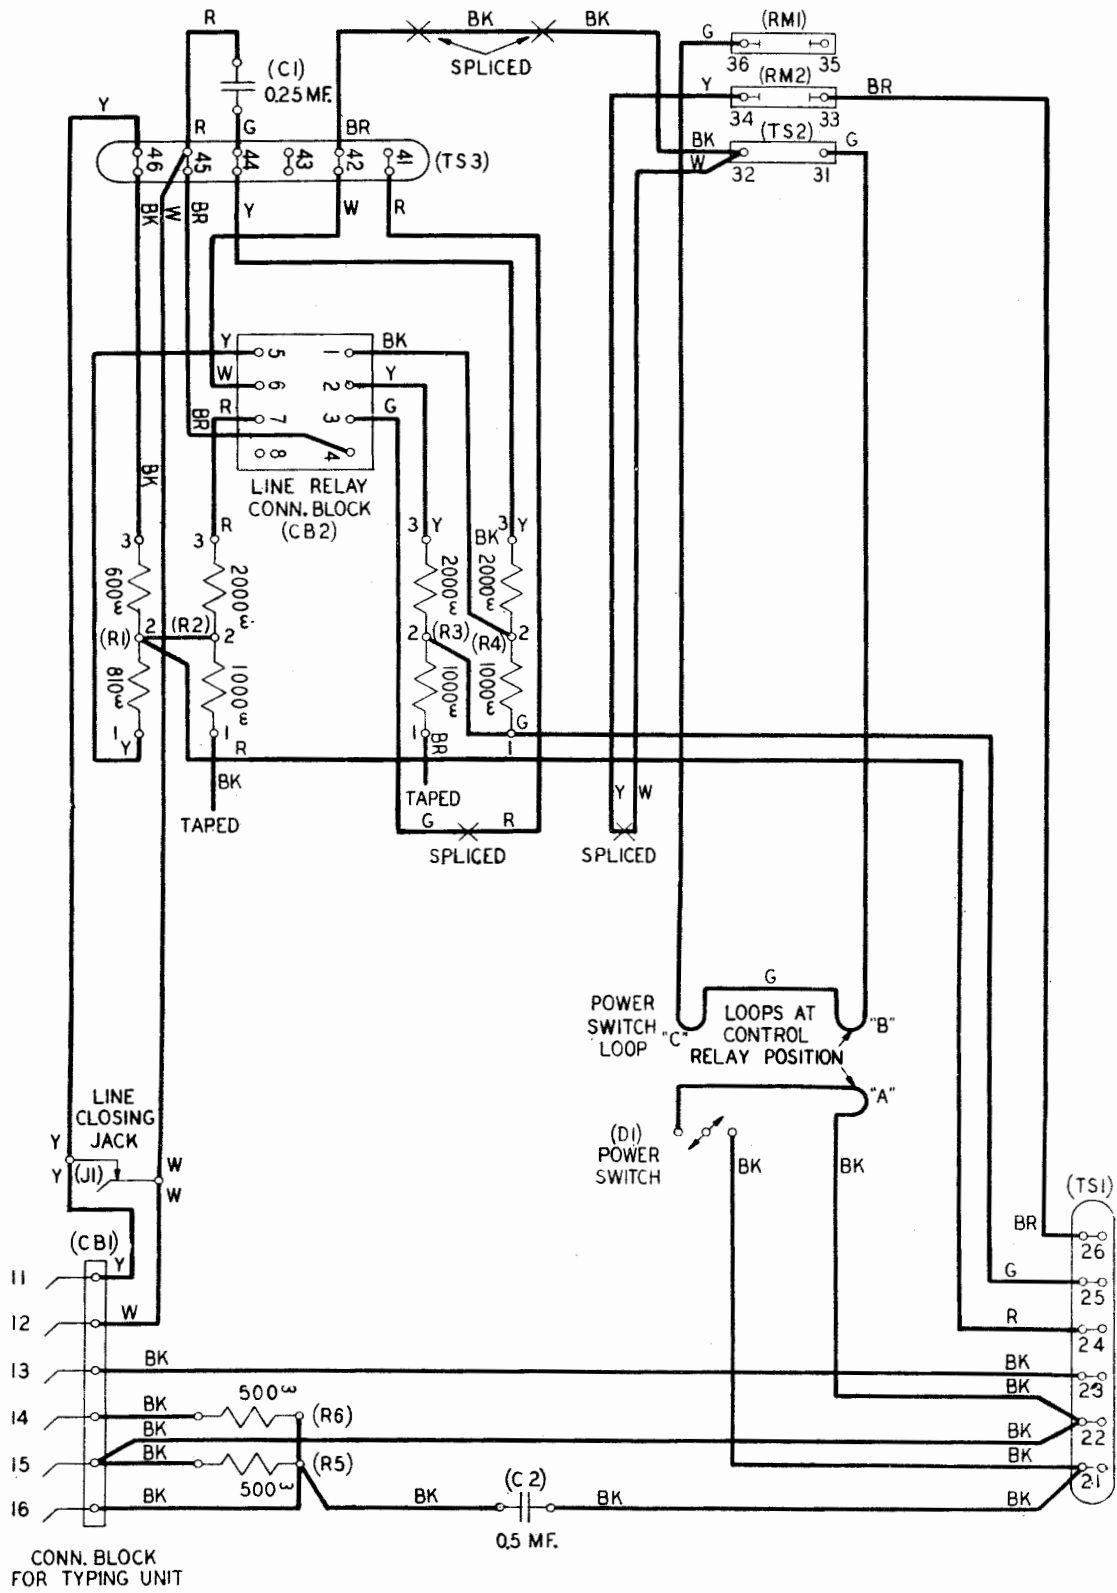 R
BK
BK
(RM1)
G
36
35
(C1)
0.25 MF.
SPLICED
(RM2)
Y
BR
34
33
Y
R
G
BR
(TS2)
BK
G
W
32
31
46
45
44
43
42
41
(TS3)
BK
W
BR
Y
W
R
Y
5
1
BK
W
6
2
Y
R
7
3
G
BR
8
4
BK
LINE RELAY
CONN. BLOCK
(CB2)
R
3
3
3
Y
3
Y
BK
600ω
2000ω
2000ω
2000ω
(R1)
2
(R2)
2
2
(R3)
(R4)
2
810ω
1000ω
1000ω
1000ω
1
Y
1
1
BR
G
1
R
BK
TAPED
TAPED
Y
W
G
R
SPLICED
SPLICED
G
POWER
SWITCH
LOOP
"C"
LOOPS AT
CONTROL
RELAY POSITION
"B"
"A"
LINE
CLOSING
JACK
Y
Y
(J1)
W
W
(D1)
POWER
SWITCH
BK
BK
(TS1)
BR
26
(CB1)
Y
11
G
25
12
W
R
24
13
BK
BK
23
BK
500ω
14
BK
(R6)
22
BK
BK
15
BK
(R5)
BK
21
500ω
16
BK
BK
(C2)
BK
BK
0.5 MF.
CONN. BLOCK
FOR TYPING UNIT